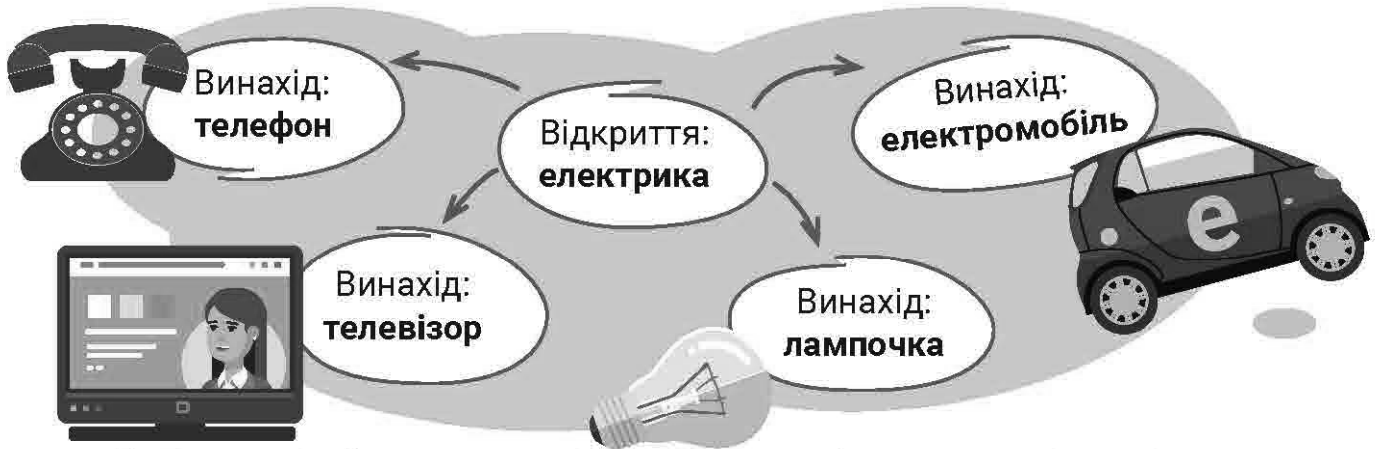 Винахід:
телефон
Відкриття:
електрика
Винахід:
електромобіль
e
Винахід:
телевізор
Винахід:
лампочка